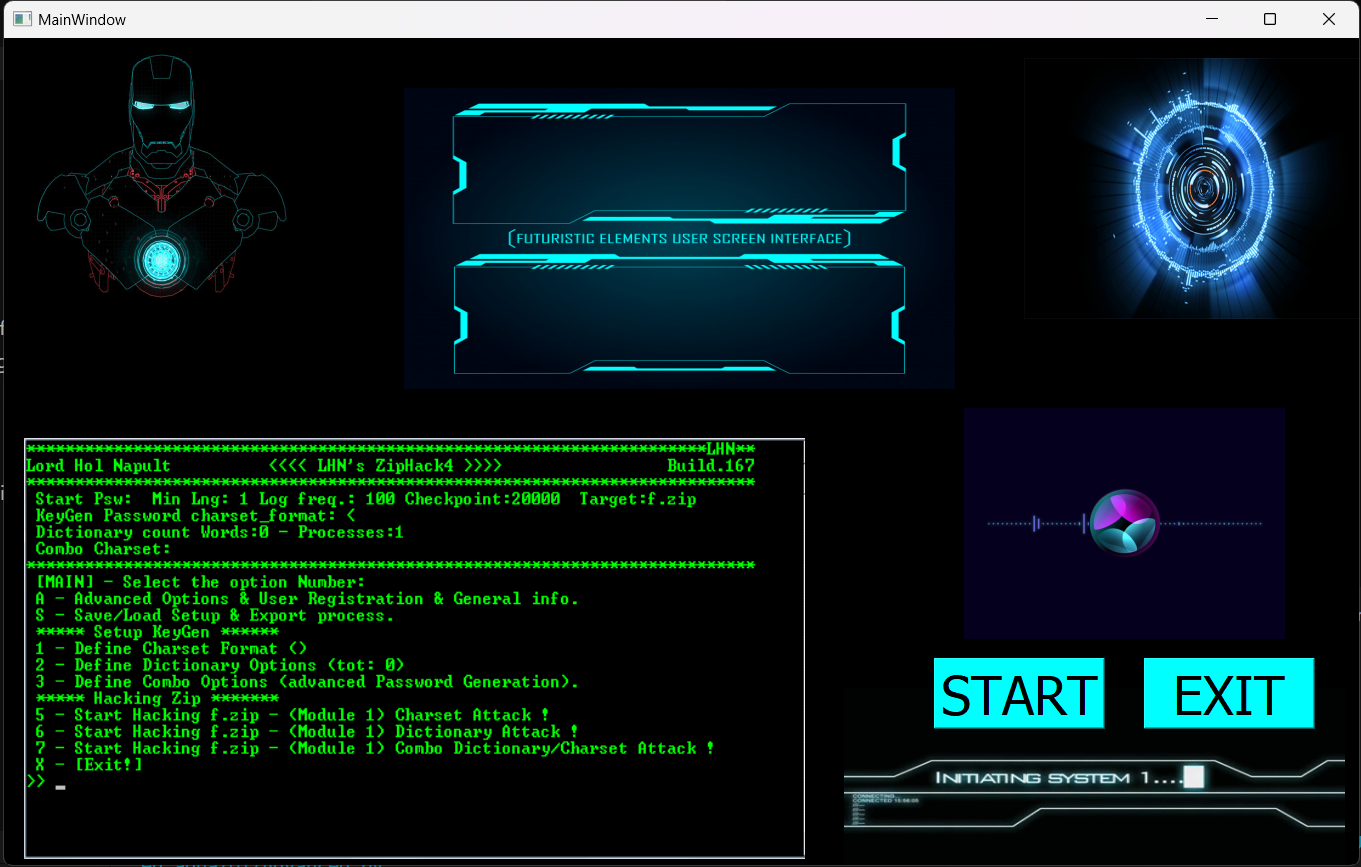 MainWindow
[FUTURISTIC ELEMENTS USER SCREEN INTERFACE]
*************************************************************************LHN**
Lord Hol Napult <<<< LHN's ZipHack4 >>>> Build.167
******************************************************************************
Start Psw: Min Lng: 1 Log freq.: 100 Checkpoint:20000 Target:f.zip
KeyGen Password charset_format: <
Dictionary count Words:0 - Processes:1
Combo Charset:
******************************************************************************
[MAIN] - Select the option Number:
A - Advanced Options & User Registration & General info.
S - Save/Load Setup & Export process.
***** Setup KeyGen ******
1 - Define Charset Format ()
2 - Define Dictionary Options (tot: 0)
3 - Define Combo Options (advanced Password Generation).
***** Hacking Zip *******
5 - Start Hacking f.zip - (Module 1) Charset Attack !
6 - Start Hacking f.zip - (Module 1) Dictionary Attack !
7 - Start Hacking f.zip - (Module 1) Combo Dictionary/Charset Attack !
X - [Exit!]
>> _
START EXIT
INITIATING SYSTEM 1....
CONNECTING...
CONNECTED 15:56:05